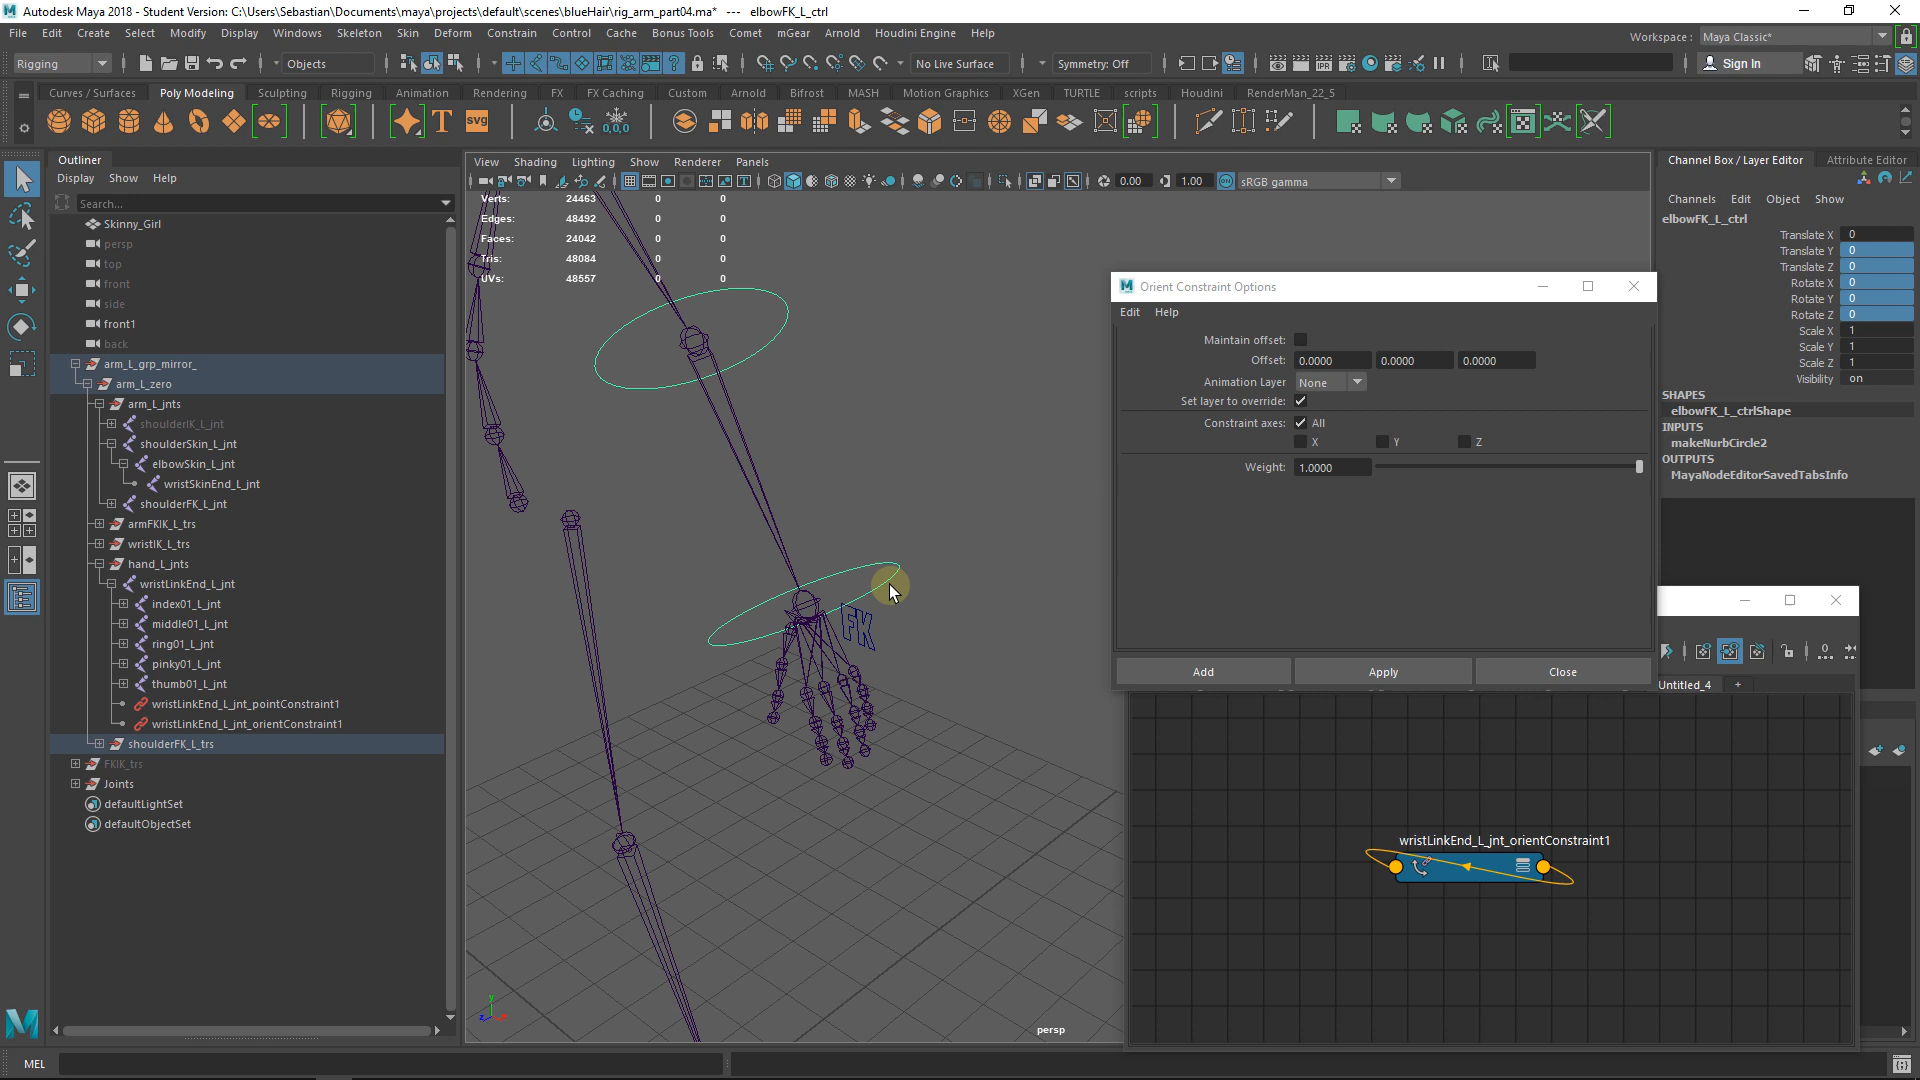 Autodesk Maya 2018 - Student Version: C:\Users\Sebastian\Documents\maya\projects\default\scenes\blueHair\rig_arm_part04.ma* --- elbowFK_L_ctrl
File Edit Create Select Modify Display Windows Skeleton Skin Deform Constrain Control Cache Bonus Tools Comet mGear Arnold Houdini Engine Help
Workspace : Maya Classic*
Rigging Objects No Live Surface Symmetry: Off Sign In
Curves / Surfaces Poly Modeling Sculpting Rigging Animation Rendering FX FX Caching Custom Arnold Bifrost MASH Motion Graphics XGen TURTLE scripts Houdini RenderMan_22_5
T svg 0,0,0
Outliner
Display Show Help
Search...
Skinny_Girl
persp
top
front
side
front1
back
arm_L_grp_mirror_
arm_L_zero
arm_L_jnts
shoulderIK_L_jnt
shoulderSkin_L_jnt
elbowSkin_L_jnt
wristSkinEnd_L_jnt
shoulderFK_L_jnt
armFKIK_L_trs
wristIK_L_trs
hand_L_jnts
wristLinkEnd_L_jnt
index01_L_jnt
middle01_L_jnt
ring01_L_jnt
pinky01_L_jnt
thumb01_L_jnt
wristLinkEnd_L_jnt_pointConstraint1
wristLinkEnd_L_jnt_orientConstraint1
shoulderFK_L_trs
FKIK_trs
Joints
defaultLightSet
defaultObjectSet
View Shading Lighting Show Renderer Panels
0.00 1.00 sRGB gamma
Verts: 24463 0 0
Edges: 48492 0 0
Faces: 24042 0 0
Tris: 48084 0 0
UVs: 48557 0 0
FK
persp
y
z
x
Orient Constraint Options
Edit Help
Maintain offset:
Offset: 0.0000 0.0000 0.0000
Animation Layer None
Set layer to override:
Constraint axes: All
X Y Z
Weight: 1.0000
Add Apply Close
Untitled_4 +
wristLinkEnd_L_jnt_orientConstraint1
Channel Box / Layer Editor Attribute Editor
Channels Edit Object Show
elbowFK_L_ctrl
Translate X 0
Translate Y 0
Translate Z 0
Rotate X 0
Rotate Y 0
Rotate Z 0
Scale X 1
Scale Y 1
Scale Z 1
Visibility on
SHAPES
elbowFK_L_ctrlShape
INPUTS
makeNurbCircle2
OUTPUTS
MayaNodeEditorSavedTabsInfo
MEL